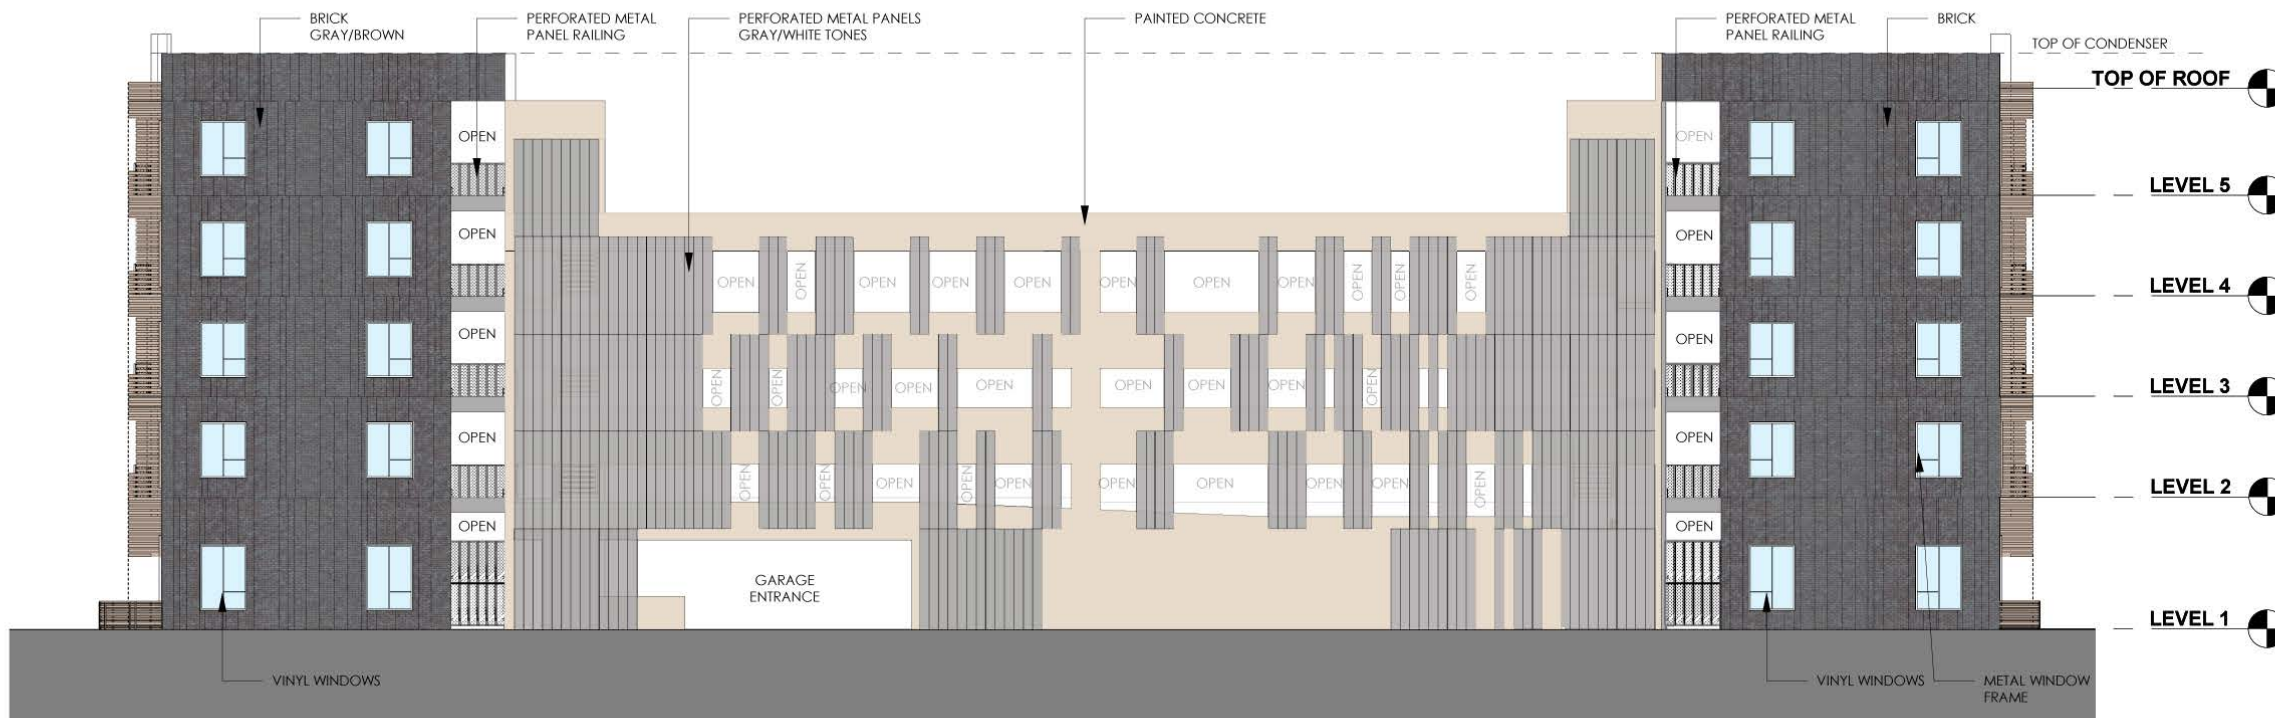 BRICK
GRAY/BROWN
PERFORATED METAL
PANEL RAILING
PERFORATED METAL PANELS
GRAY/WHITE TONES
PAINTED CONCRETE
PERFORATED METAL
PANEL RAILING
BRICK
TOP OF CONDENSER
TOP OF ROOF
OPEN
OPEN
LEVEL 5
OPEN
OPEN
OPEN
OPEN
OPEN
OPEN
OPEN
OPEN
OPEN
OPEN
OPEN
OPEN
OPEN
LEVEL 4
OPEN
OPEN
OPEN
OPEN
OPEN
OPEN
OPEN
OPEN
OPEN
OPEN
OPEN
LEVEL 3
OPEN
OPEN
OPEN
OPEN
OPEN
OPEN
OPEN
OPEN
OPEN
OPEN
OPEN
OPEN
LEVEL 2
OPEN
OPEN
GARAGE
ENTRANCE
LEVEL 1
VINYL WINDOWS
VINYL WINDOWS
METAL WINDOW
FRAME